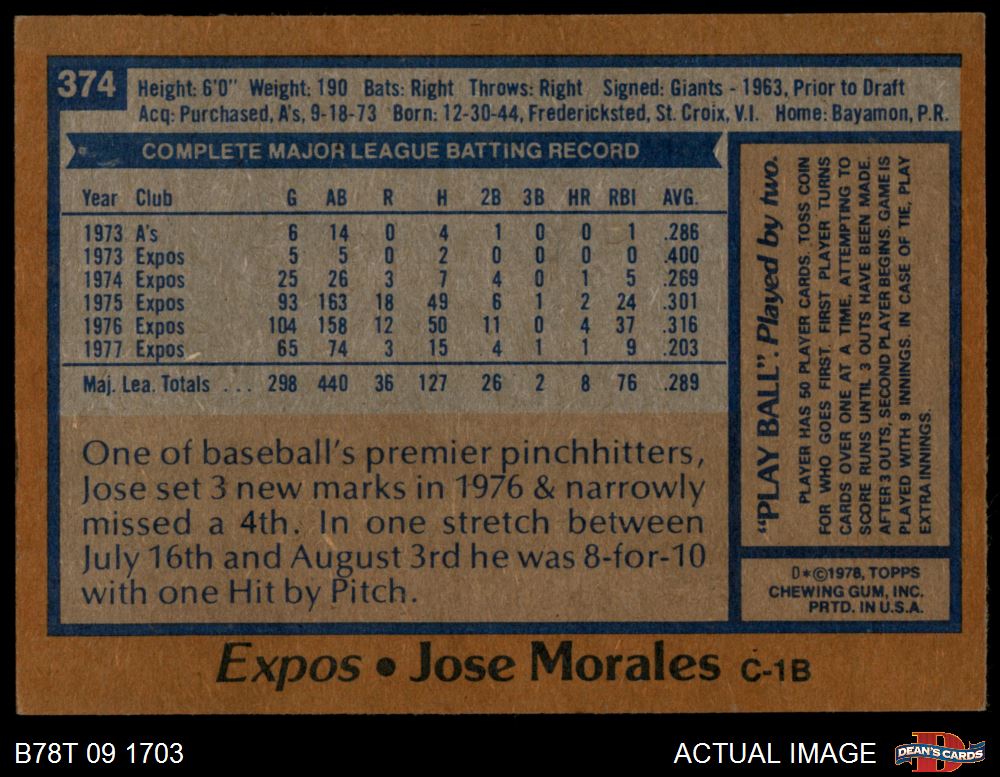 374
Height: 6'0" Weight: 190 Bats: Right Throws: Right Signed: Giants - 1963, Prior to Draft
Acq: Purchased, A's, 9-18-73 Born: 12-30-44, Fredericksted, St. Croix, V.I. Home: Bayamon, P.R.
COMPLETE MAJOR LEAGUE BATTING RECORD
Year Club G AB R H 2B 3B HR RBI AVG.
1973 A's 6 14 0 4 1 0 0 1 .286
1973 Expos 5 5 0 2 0 0 0 0 .400
1974 Expos 25 26 3 7 4 0 1 5 .269
1975 Expos 93 163 18 49 6 1 2 24 .301
1976 Expos 104 158 12 50 11 0 4 37 .316
1977 Expos 65 74 3 15 4 1 1 9 .203
Maj. Lea. Totals ... 298 440 36 127 26 2 8 76 .289
One of baseball's premier pinchhitters,
Jose set 3 new marks in 1976 & narrowly
missed a 4th. In one stretch between
July 16th and August 3rd he was 8-for-10
with one Hit by Pitch.
"PLAY BALL". Played by two.
PLAYER HAS 50 PLAYER CARDS. TOSS COIN
FOR WHO GOES FIRST. FIRST PLAYER TURNS
CARDS OVER ONE AT A TIME, ATTEMPTING TO
SCORE RUNS UNTIL 3 OUTS HAVE BEEN MADE.
AFTER 3 OUTS, SECOND PLAYER BEGINS. GAME IS
PLAYED WITH 9 INNINGS. IN CASE OF TIE, PLAY
EXTRA INNINGS.
D*©1978, TOPPS
CHEWING GUM, INC.
PRTD. IN U.S.A.
Expos • Jose Morales C-1B
B78T 09 1703
ACTUAL IMAGE
D
DEAN'S CARDS